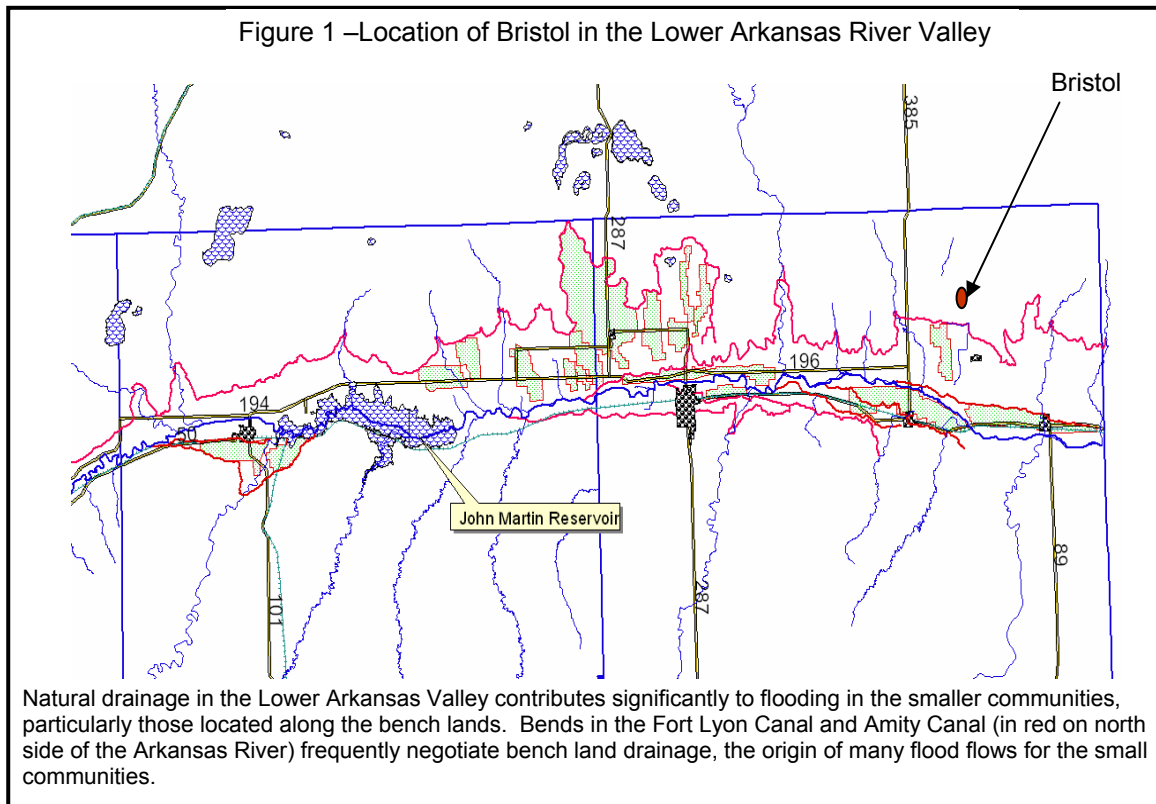 Figure 1 –Location of Bristol in the Lower Arkansas River Valley
Bristol
385
287
196
194
50
John Martin Reservoir
101
287
89
Natural drainage in the Lower Arkansas Valley contributes significantly to flooding in the smaller communities,
particularly those located along the bench lands. Bends in the Fort Lyon Canal and Amity Canal (in red on north
side of the Arkansas River) frequently negotiate bench land drainage, the origin of many flood flows for the small
communities.